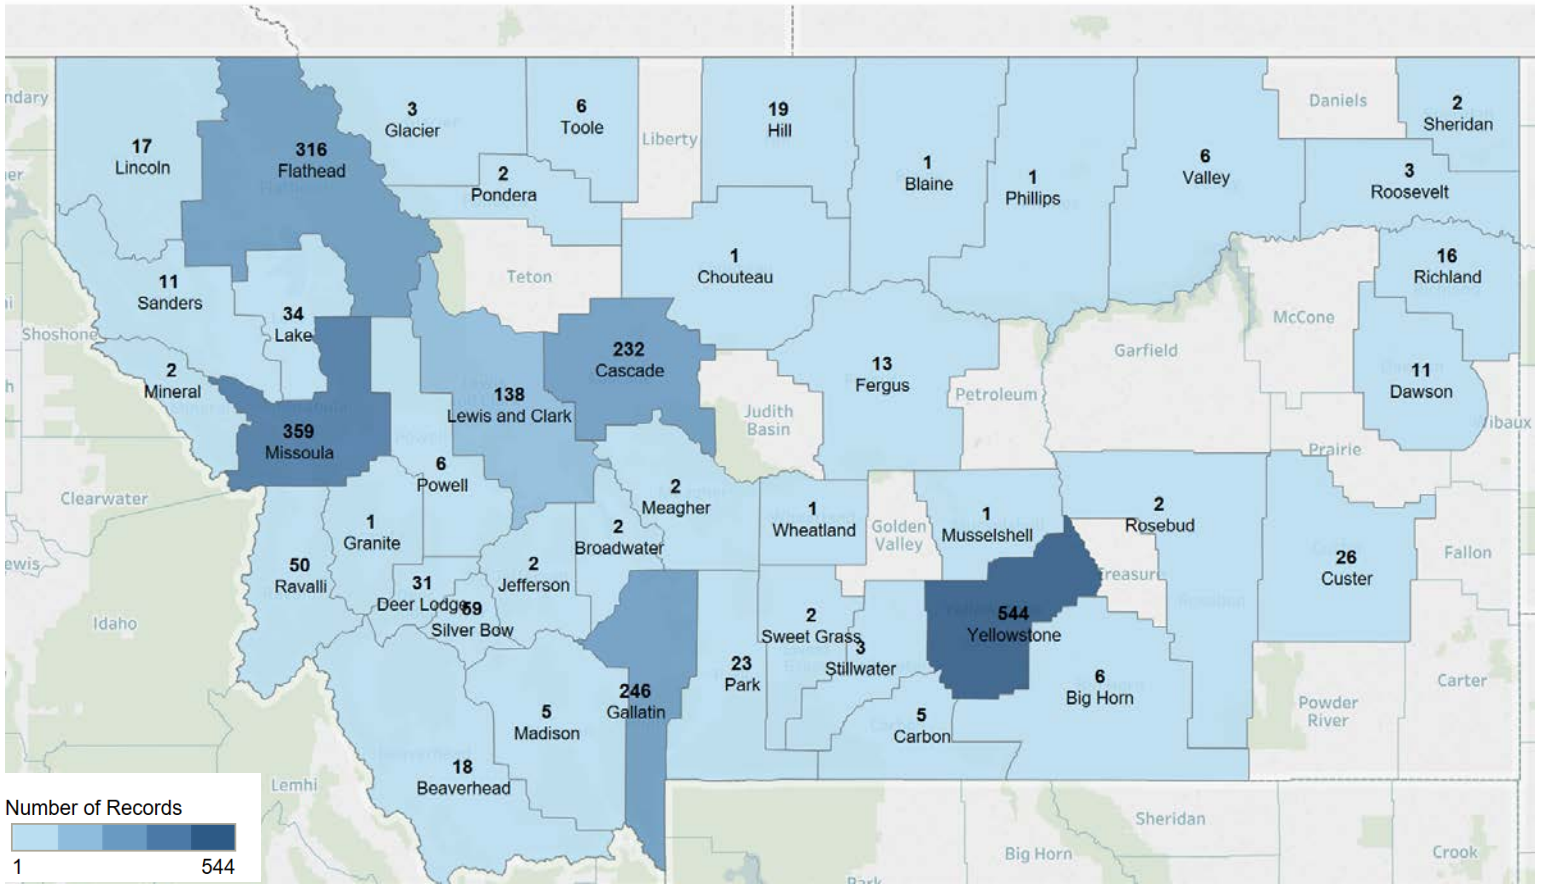 ndary
17
Lincoln
316
Flathead
3
Glacier
6
Toole
Liberty
19
Hill
1
Blaine
1
Phillips
6
Valley
Daniels
2
Sheridan
3
Roosevelt
2
Pondera
er
11
Sanders
34
Lake
Teton
1
Chouteau
16
Richland
McCone
Shoshone
2
Mineral
232
Cascade
138
Lewis and Clark
13
Fergus
Garfield
11
Dawson
Judith
Basin
Petroleum
ibaux
Prairie
359
Missoula
6
Powell
Clearwater
2
Meagher
1
Wheatland
Golden
Valley
1
Musselshell
2
Rosebud
1
Granite
2
Broadwater
ewis
50
Ravalli
31
Deer Lodge
59
Silver Bow
2
Jefferson
Treasure
26
Custer
Fallon
Idaho
544
Yellowstone
2
Sweet Grass
3
Stillwater
23
Park
246
Gallatin
5
Madison
6
Big Horn
5
Carbon
Powder
River
Carter
18
Beaverhead
Lemhi
Number of Records
1 544
Sheridan
Big Horn
Crook
Park